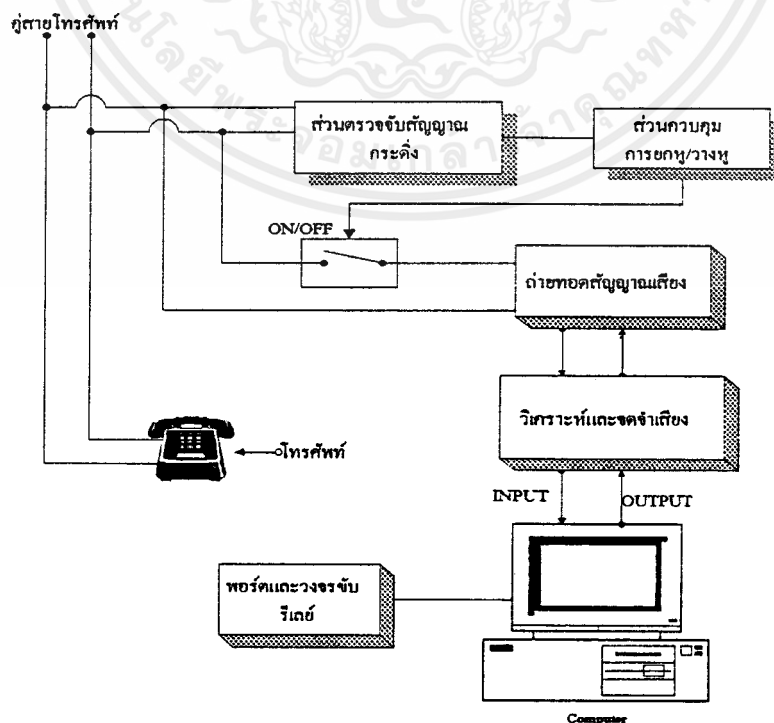 คู่สายโทรศัพท์
ส่วนตรวจจับสัญญาณ
กระดิ่ง
ส่วนควบคุม
การยกหู/วางหู
ON/OFF
ถ่ายทอดสัญญาณเสียง
วิเคราะห์และจดจำเสียง
โทรศัพท์
INPUT
OUTPUT
พอร์ตและวงจรขับ
รีเลย์
Computer